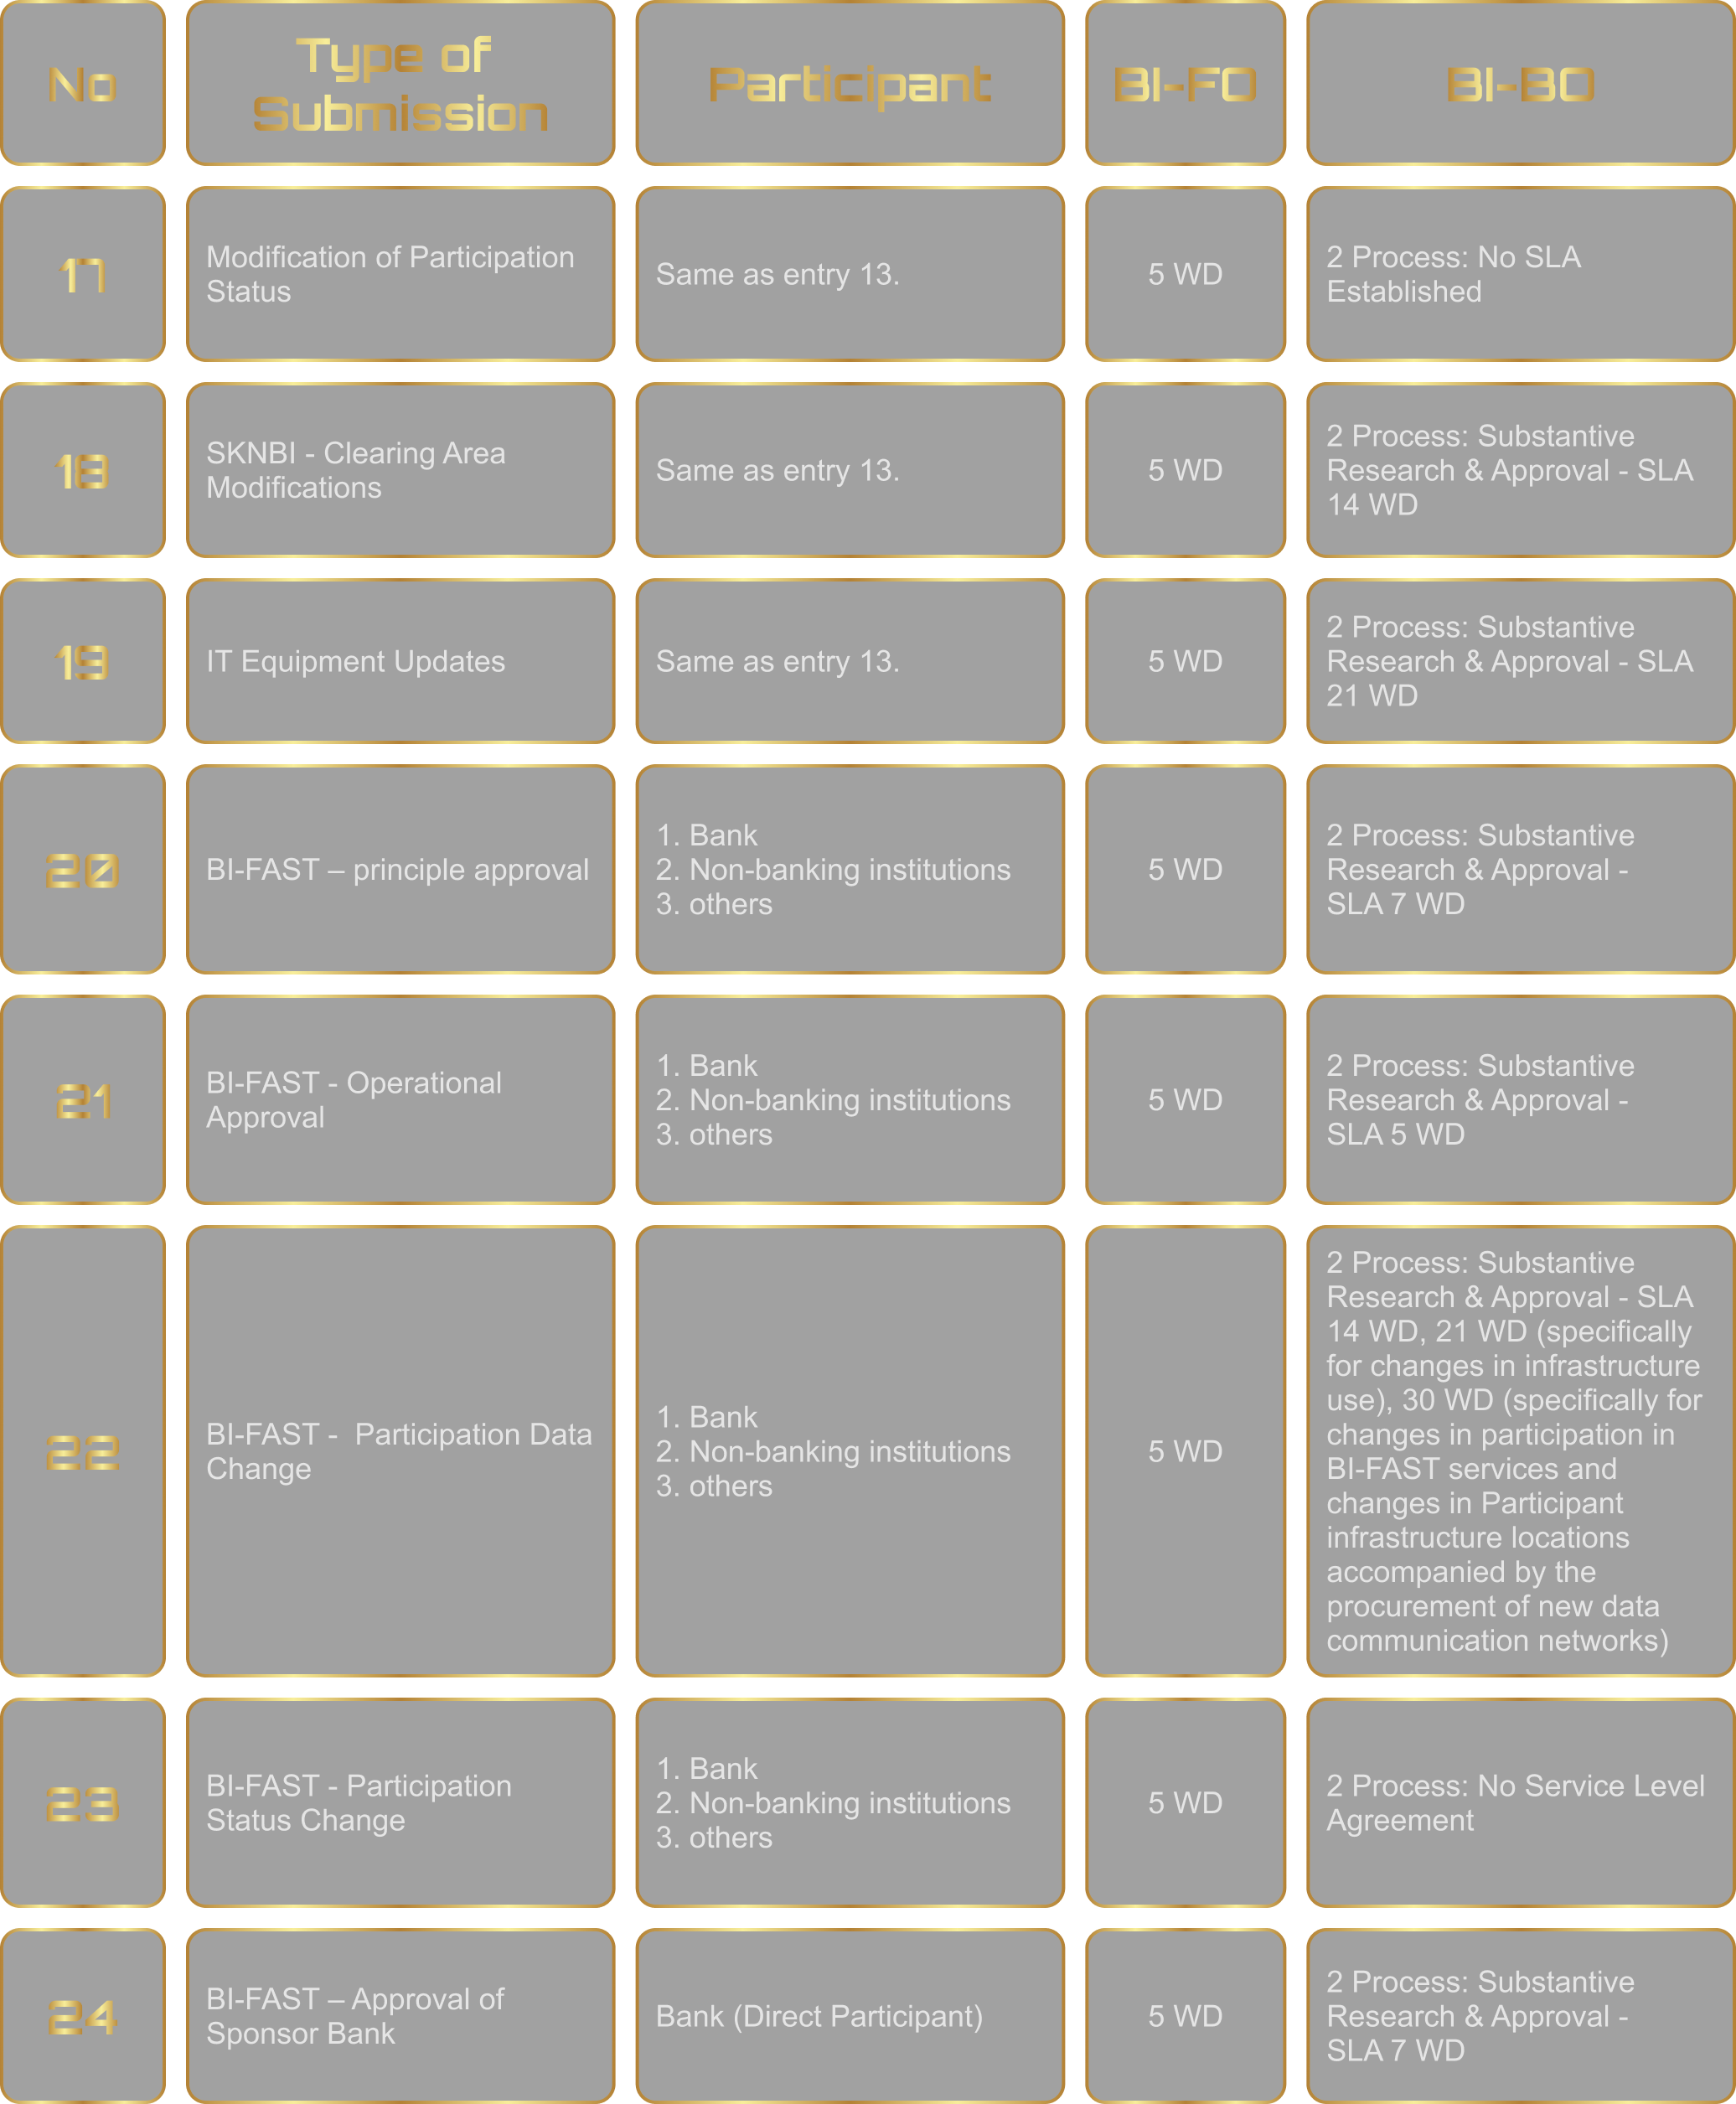 No
Type of
Submission
Participant
BI-FO
BI-BO
17
Modification of Participation
Status
Same as entry 13.
5 WD
2 Process: No SLA
Established
18
SKNBI - Clearing Area
Modifications
Same as entry 13.
5 WD
2 Process: Substantive
Research & Approval - SLA
14 WD
19
IT Equipment Updates
Same as entry 13.
5 WD
2 Process: Substantive
Research & Approval - SLA
21 WD
20
BI-FAST – principle approval
1. Bank
2. Non-banking institutions
3. others
5 WD
2 Process: Substantive
Research & Approval -
SLA 7 WD
21
BI-FAST - Operational
Approval
1. Bank
2. Non-banking institutions
3. others
5 WD
2 Process: Substantive
Research & Approval -
SLA 5 WD
22
BI-FAST -  Participation Data
Change
1. Bank
2. Non-banking institutions
3. others
5 WD
2 Process: Substantive
Research & Approval - SLA
14 WD, 21 WD (specifically
for changes in infrastructure
use), 30 WD (specifically for
changes in participation in
BI-FAST services and
changes in Participant
infrastructure locations
accompanied by the
procurement of new data
communication networks)
23
BI-FAST - Participation
Status Change
1. Bank
2. Non-banking institutions
3. others
5 WD
2 Process: No Service Level
Agreement
24
BI-FAST – Approval of
Sponsor Bank
Bank (Direct Participant)
5 WD
2 Process: Substantive
Research & Approval -
SLA 7 WD